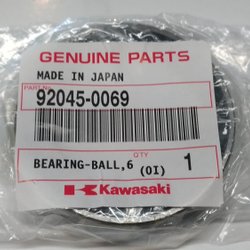 GENUINE PARTS
MADE IN JAPAN
PART NO.
92045-0069
BEARING-BALL,6 (OI) QTY 1
Kawasaki